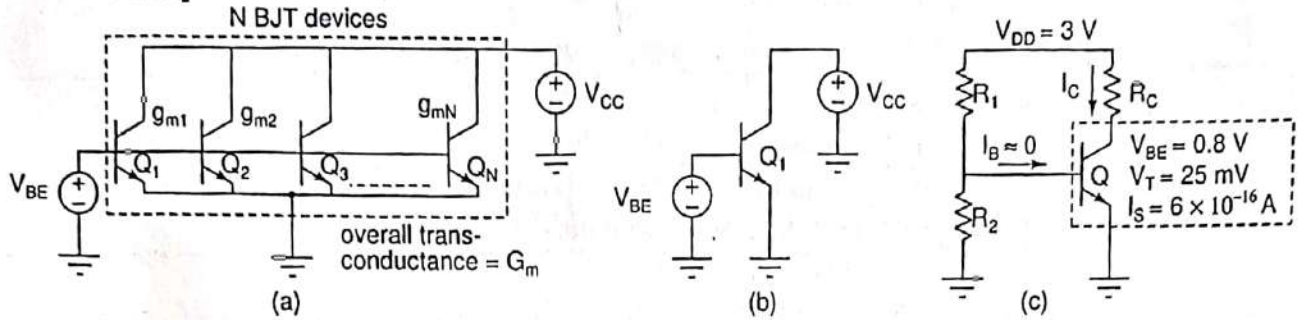 N BJT devices
g_m1
g_m2
g_mN
Q_1
Q_2
Q_3
Q_N
V_BE
+
−
V_CC
+
−
overall trans-
conductance = G_m
(a)
Q_1
V_BE
+
−
V_CC
+
−
(b)
V_DD = 3 V
R_1
I_C
R_C
I_B ≈ 0
Q
V_BE = 0.8 V
V_T = 25 mV
I_S = 6 × 10^−16 A
R_2
(c)